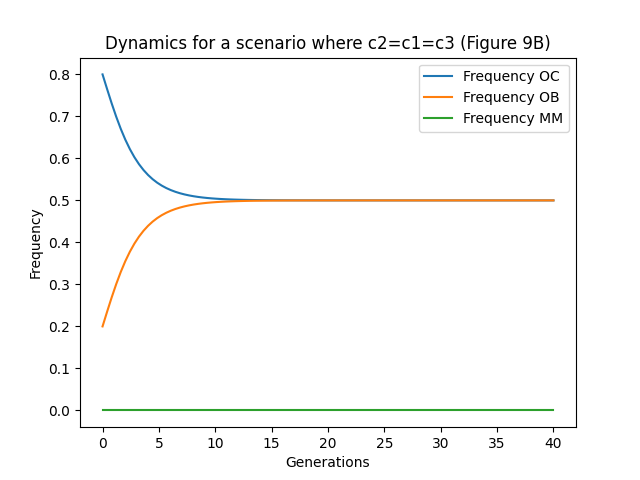 Dynamics for a scenario where c2=c1=c3 (Figure 9B)
Frequency OC
Frequency OB
Frequency MM
0.8
0.7
0.6
0.5
0.4
0.3
0.2
0.1
0.0
Frequency
0 5 10 15 20 25 30 35 40
Generations